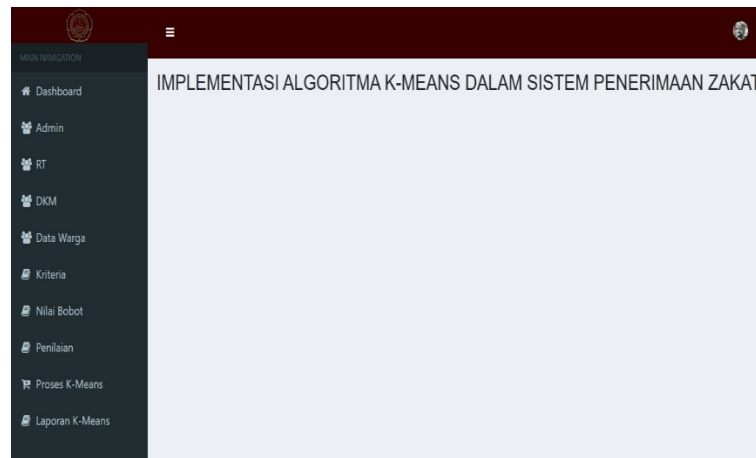 MAIN NAVIGATION
Dashboard
Admin
RT
DKM
Data Warga
Kriteria
Nilai Bobot
Penilaian
Proses K-Means
Laporan K-Means
IMPLEMENTASI ALGORITMA K-MEANS DALAM SISTEM PENERIMAAN ZAKAT